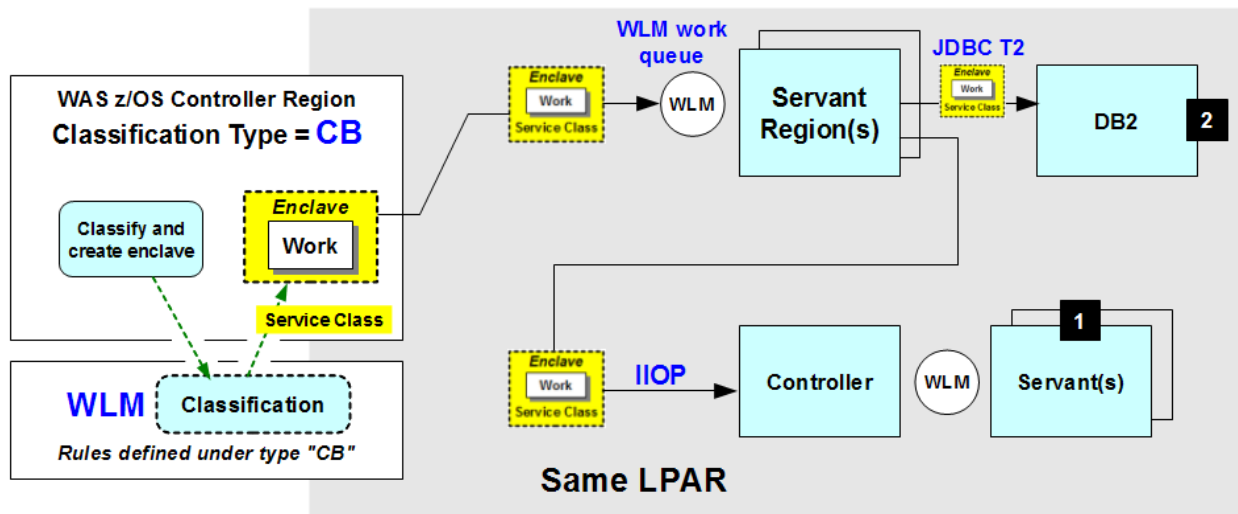 WAS z/OS Controller Region
Classification Type = CB
Classify and
create enclave
Enclave
Work
Service Class
WLM
Classification
Rules defined under type "CB"
Enclave
Work
Service Class
WLM work
queue
WLM
Servant
Region(s)
JDBC T2
Enclave
Work
Service Class
DB2
2
Enclave
Work
Service Class
IIOP
Controller
WLM
1
Servant(s)
Same LPAR